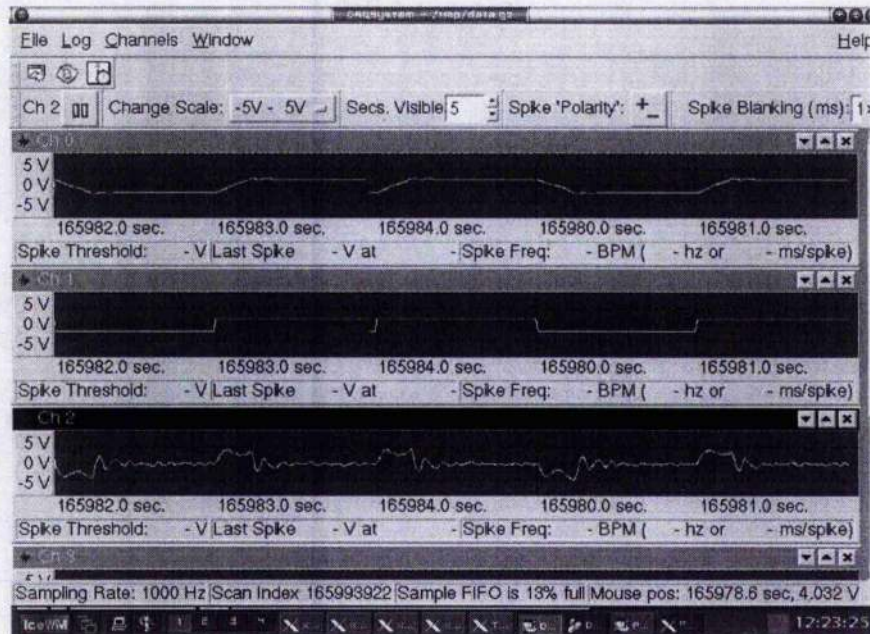 File Log Channels Window Help
Ch 2 Change Scale: -5V - 5V Secs. Visible 5 Spike 'Polarity': +_ Spike Blanking (ms):
Ch 0
5 V
0 V
-5 V
165982.0 sec. 165983.0 sec. 165984.0 sec. 165980.0 sec. 165981.0 sec.
Spike Threshold: - V Last Spike - V at - Spike Freq: - BPM ( - hz or - ms/spike)
Ch 1
5 V
0 V
-5 V
165982.0 sec. 165983.0 sec. 165984.0 sec. 165980.0 sec. 165981.0 sec.
Spike Threshold: - V Last Spike - V at - Spike Freq: - BPM ( - hz or - ms/spike)
Ch 2
5 V
0 V
-5 V
165982.0 sec. 165983.0 sec. 165984.0 sec. 165980.0 sec. 165981.0 sec.
Spike Threshold: - V Last Spike - V at - Spike Freq: - BPM ( - hz or - ms/spike)
Ch 3
Sampling Rate: 1000 Hz Scan Index 165993922 Sample FIFO is 13% full Mouse pos: 165978.6 sec, 4.032 V
IceWM 1 2 3 4 12:23:25